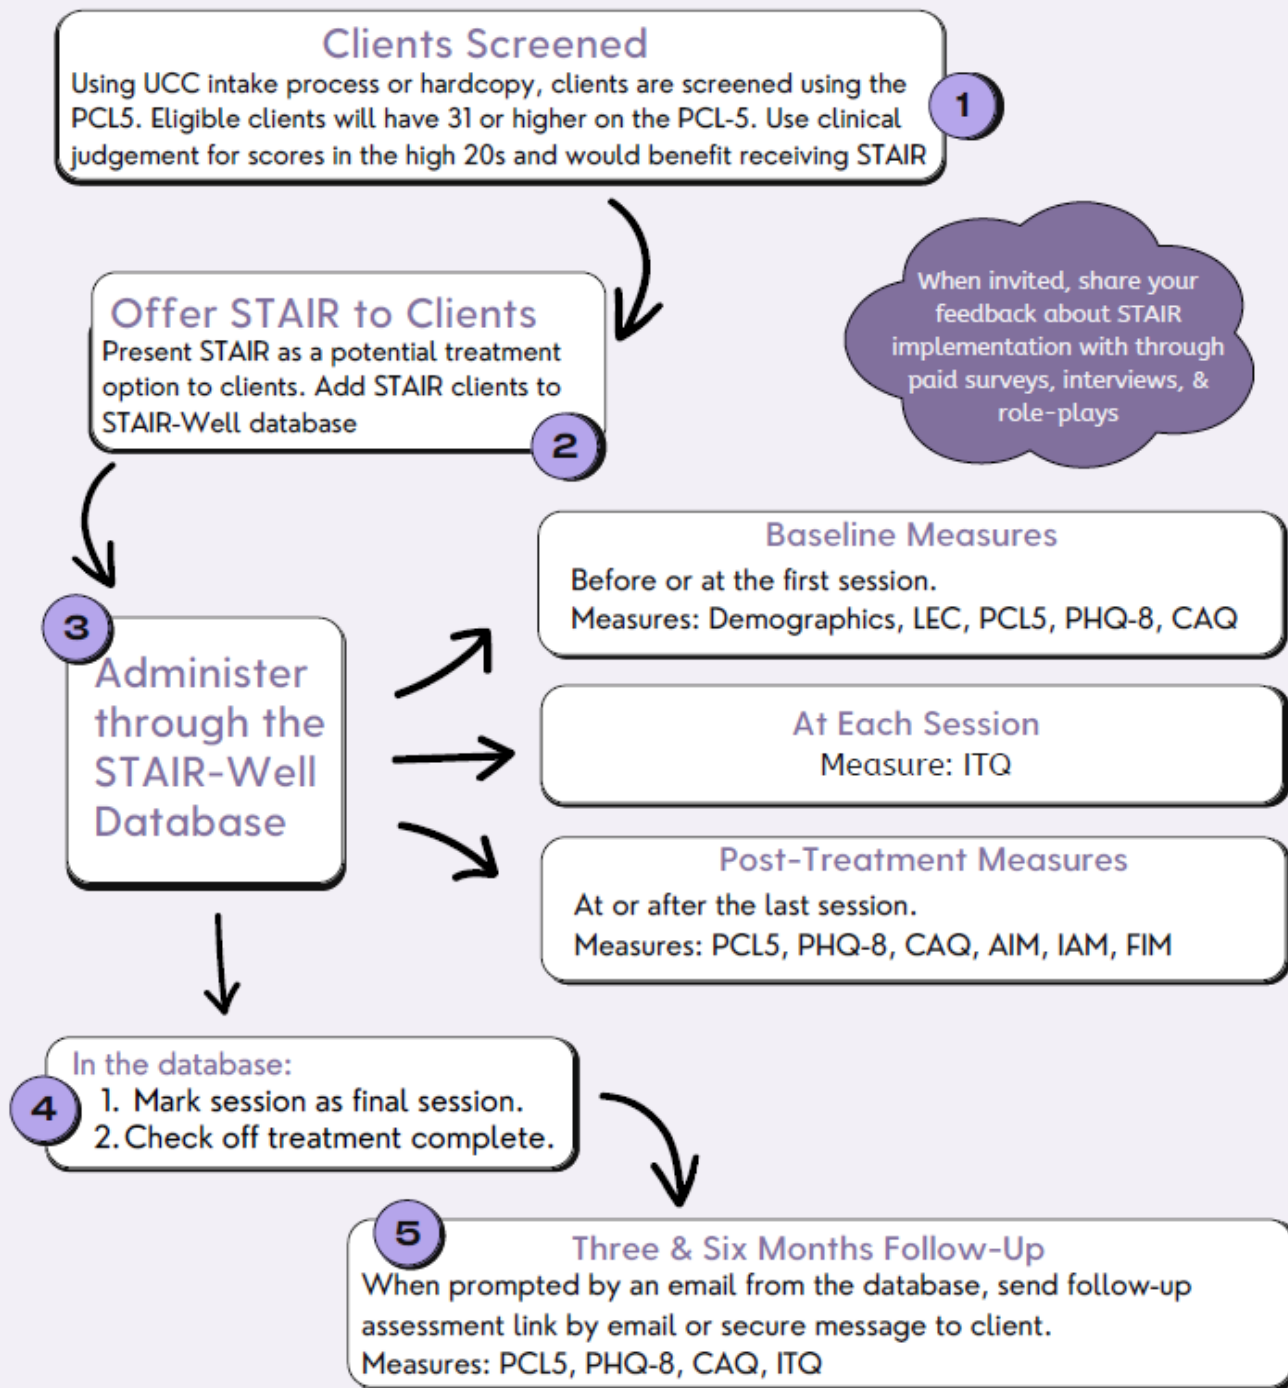 Clients Screened
Using UCC intake process or hardcopy, clients are screened using the
PCL5. Eligible clients will have 31 or higher on the PCL-5. Use clinical
judgement for scores in the high 20s and would benefit receiving STAIR
1
When invited, share your
feedback about STAIR
implementation with through
paid surveys, interviews, &
role-plays
Offer STAIR to Clients
Present STAIR as a potential treatment
option to clients. Add STAIR clients to
STAIR-Well database
2
3
Administer
through the
STAIR-Well
Database
Baseline Measures
Before or at the first session.
Measures: Demographics, LEC, PCL5, PHQ-8, CAQ
At Each Session
Measure: ITQ
Post-Treatment Measures
At or after the last session.
Measures: PCL5, PHQ-8, CAQ, AIM, IAM, FIM
4
In the database:
1. Mark session as final session.
2. Check off treatment complete.
5
Three & Six Months Follow-Up
When prompted by an email from the database, send follow-up
assessment link by email or secure message to client.
Measures: PCL5, PHQ-8, CAQ, ITQ